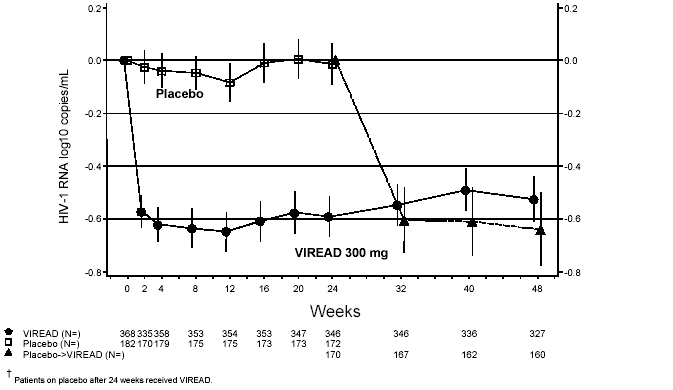 0.2 0.2
0.0 0.0
Placebo
-0.2 -0.2
HIV-1 RNA log10 copies/mL
-0.4 -0.4
-0.6 -0.6
VIREAD 300 mg
-0.8 -0.8
0 2 4 8 12 16 20 24 32 40 48
Weeks
VIREAD (N=) 368 335 358 353 354 353 347 346 346 336 327
Placebo (N=) 182 170 179 175 175 173 173 172
Placebo->VIREAD (N=) 170 167 162 160
† Patients on placebo after 24 weeks received VIREAD.